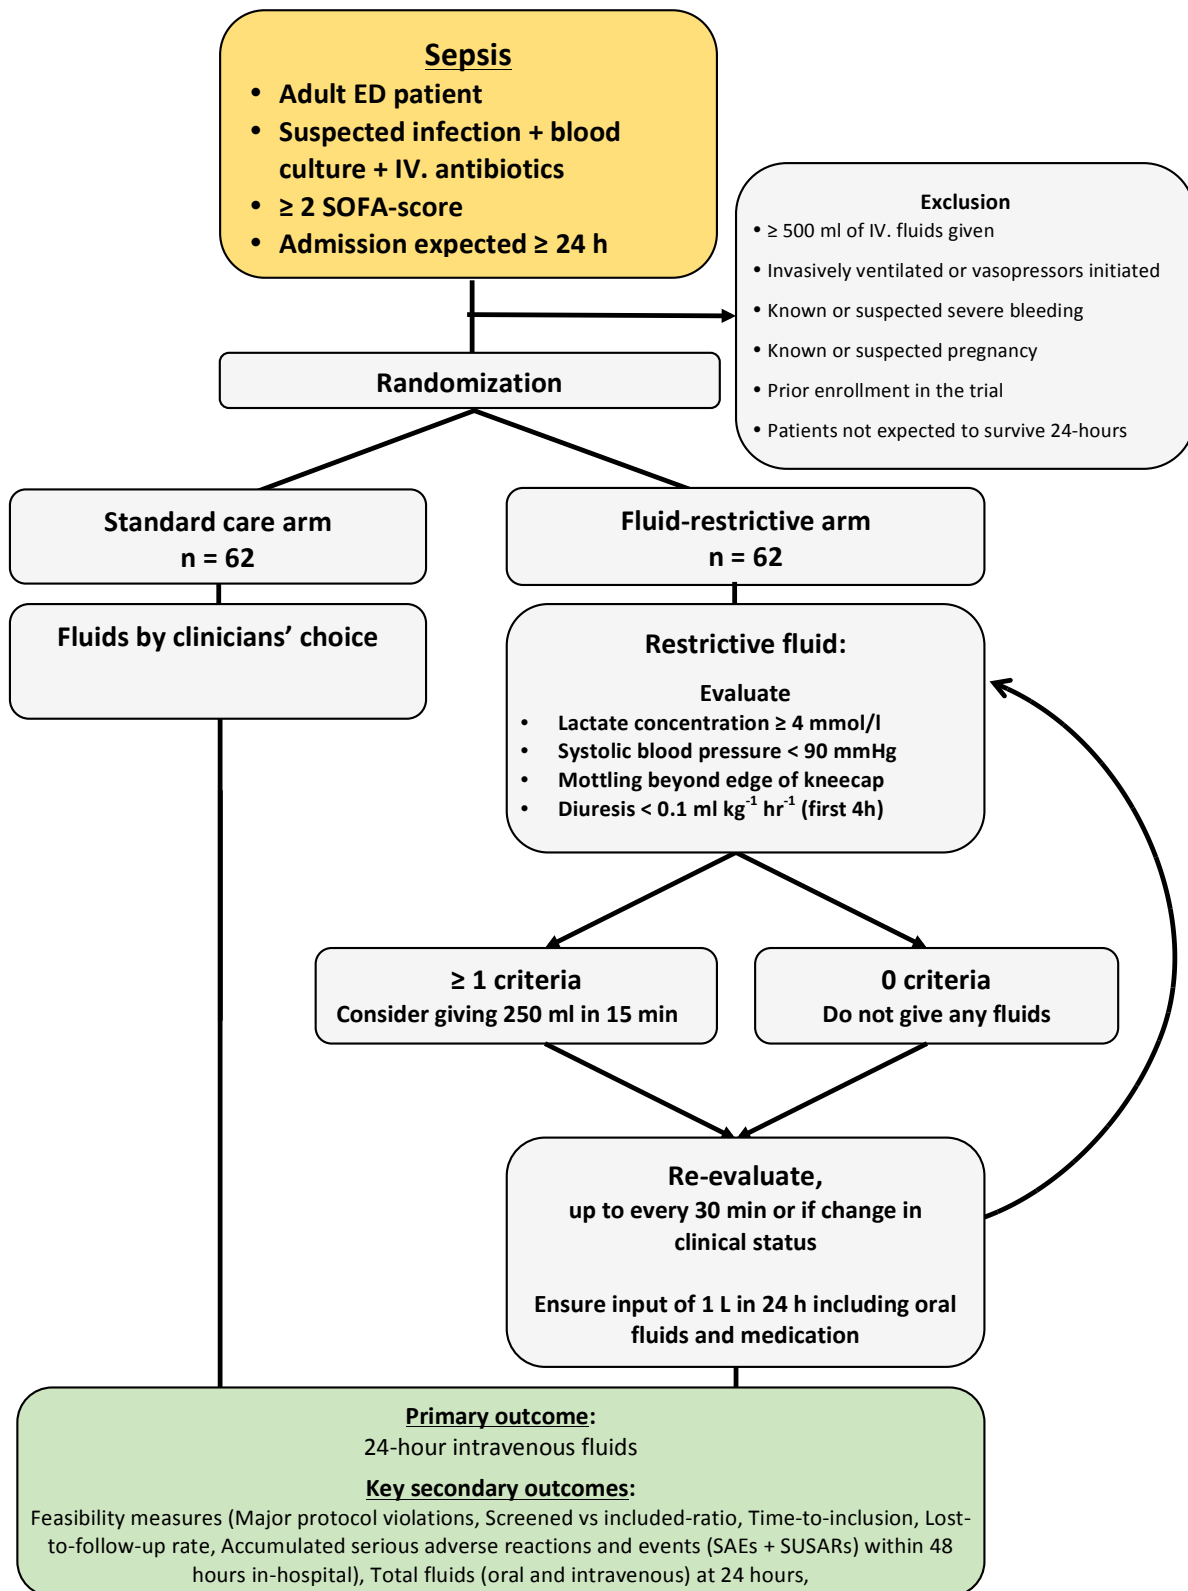 Sepsis
• Adult ED patient
• Suspected infection + blood
culture + IV. antibiotics
• ≥ 2 SOFA-score
• Admission expected ≥ 24 h
Exclusion
• ≥ 500 ml of IV. fluids given
• Invasively ventilated or vasopressors initiated
• Known or suspected severe bleeding
• Known or suspected pregnancy
• Prior enrollment in the trial
• Patients not expected to survive 24-hours
Randomization
Standard care arm
n = 62
Fluid-restrictive arm
n = 62
Fluids by clinicians’ choice
Restrictive fluid:
Evaluate
• Lactate concentration ≥ 4 mmol/l
• Systolic blood pressure < 90 mmHg
• Mottling beyond edge of kneecap
• Diuresis < 0.1 ml kg⁻¹ hr⁻¹ (first 4h)
≥ 1 criteria
Consider giving 250 ml in 15 min
0 criteria
Do not give any fluids
Re-evaluate,
up to every 30 min or if change in
clinical status
Ensure input of 1 L in 24 h including oral
fluids and medication
Primary outcome:
24-hour intravenous fluids
Key secondary outcomes:
Feasibility measures (Major protocol violations, Screened vs included-ratio, Time-to-inclusion, Lost-
to-follow-up rate, Accumulated serious adverse reactions and events (SAEs + SUSARs) within 48
hours in-hospital), Total fluids (oral and intravenous) at 24 hours,